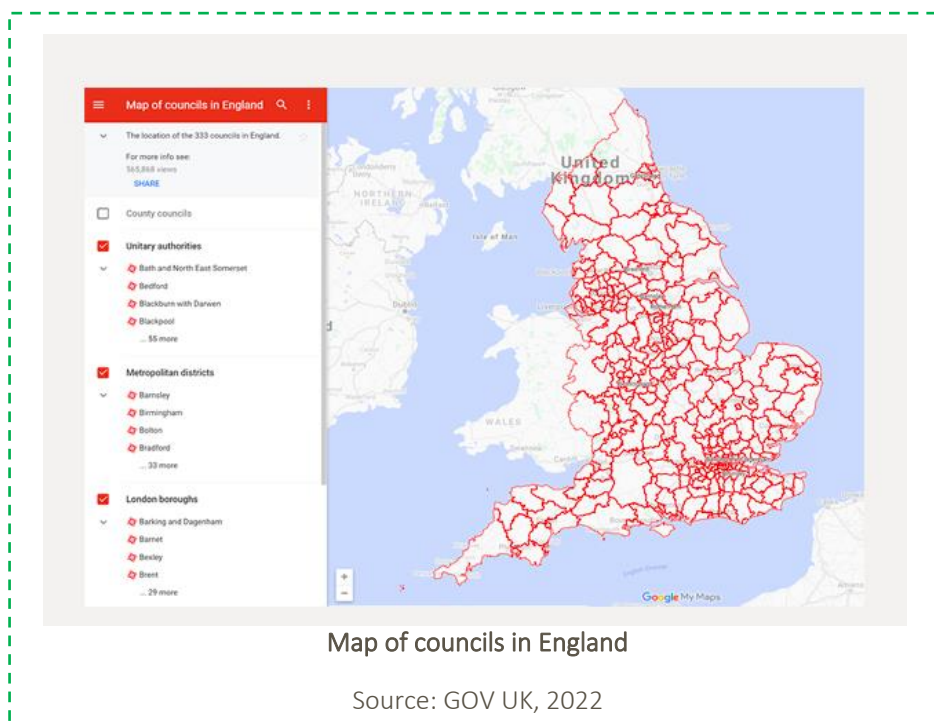 Map of councils in England
The location of the 333 councils in England.
For more info see:
565,868 views
SHARE
County councils
Unitary authorities
Bath and North East Somerset
Bedford
Blackburn with Darwen
Blackpool
... 55 more
Metropolitan districts
Barnsley
Birmingham
Bolton
Bradford
... 33 more
London boroughs
Barking and Dagenham
Barnet
Bexley
Brent
... 29 more
United
Kingdom
NORTHERN
IRELAND
Isle of Man
WALES
English Channel
Google My Maps
+
−
Map of councils in England
Source: GOV UK, 2022